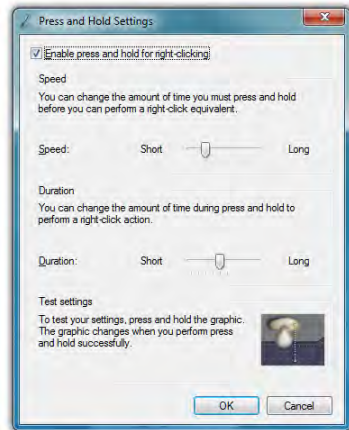 Press and Hold Settings
Enable press and hold for right-clicking
Speed
You can change the amount of time you must press and hold
before you can perform a right-click equivalent.
Speed: Short Long
Duration
You can change the amount of time during press and hold to
perform a right-click action.
Duration: Short Long
Test settings
To test your settings, press and hold the graphic.
The graphic changes when you perform press
and hold successfully.
OK Cancel